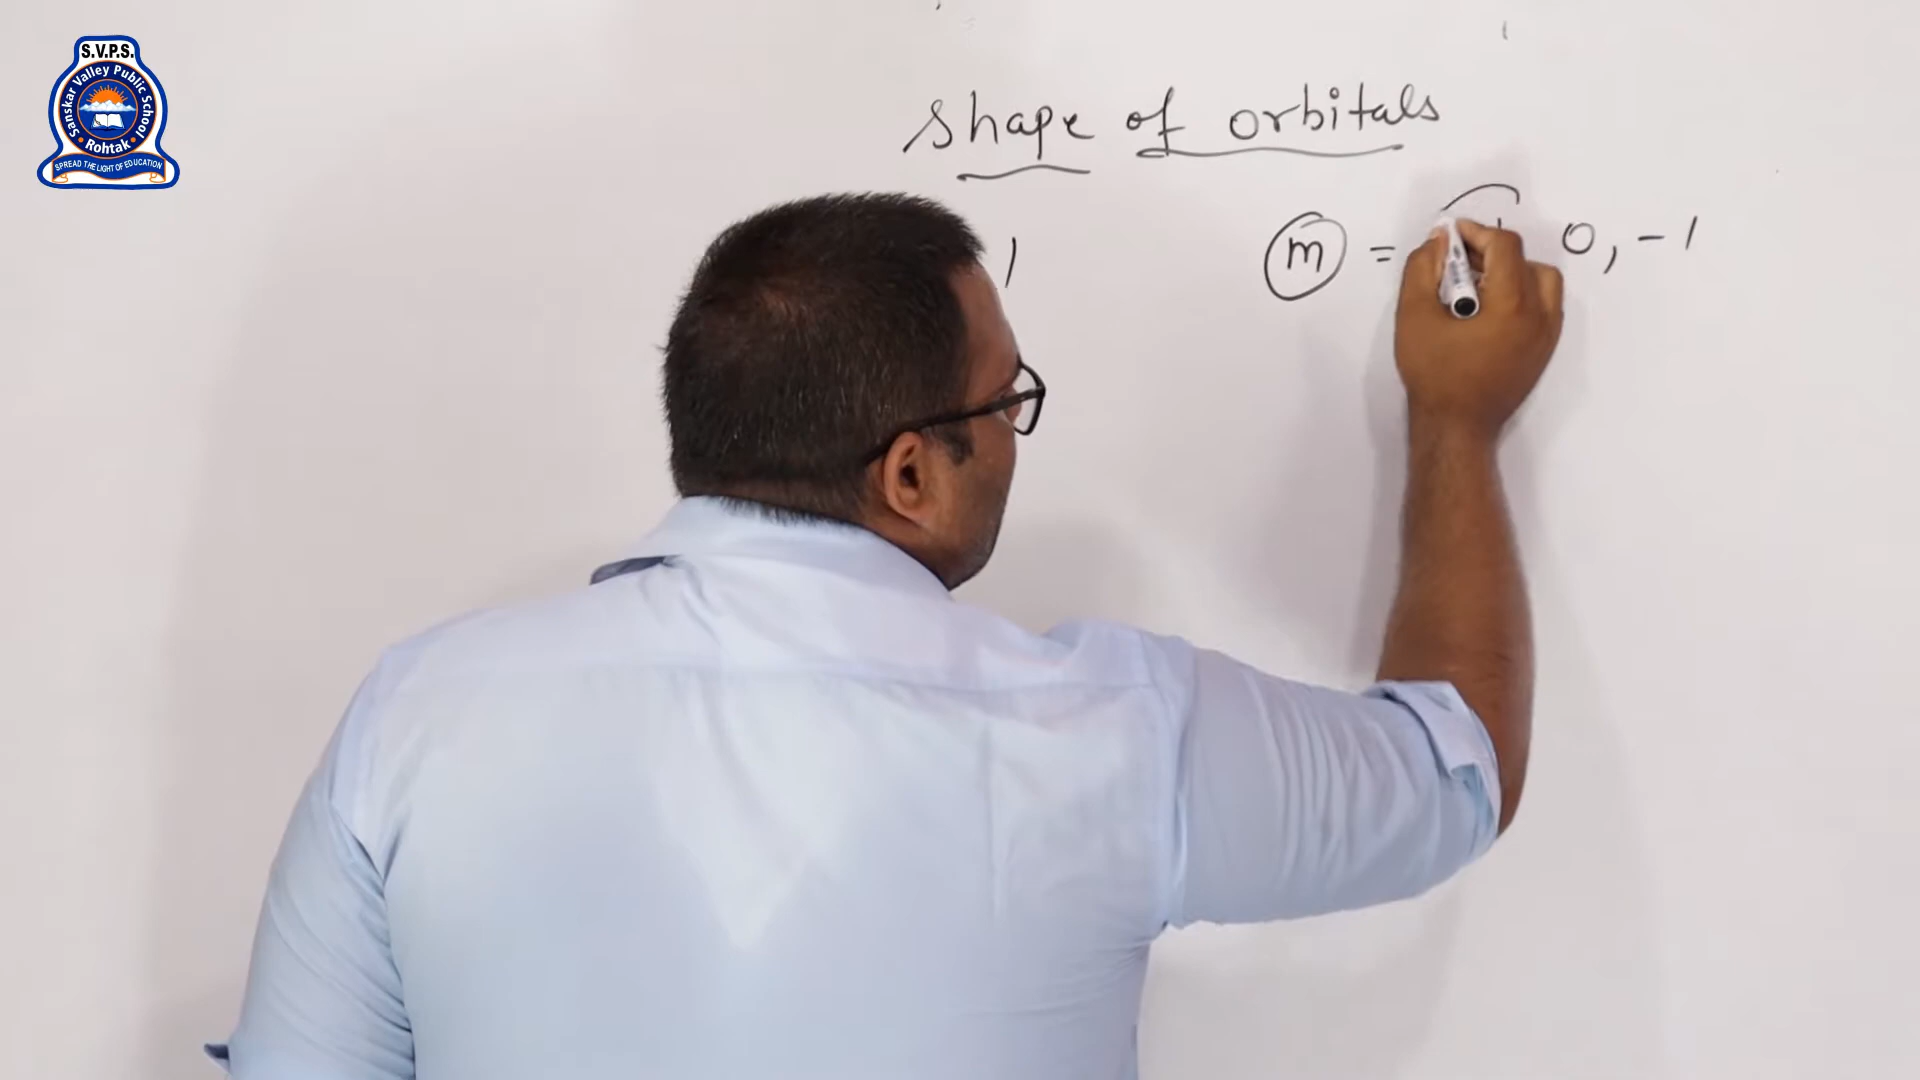 S.V.P.S.
Sanskar Valley Public School
Rohtak
SPREAD THE LIGHT OF EDUCATION
Shape of orbitals
1 m = 0, -1